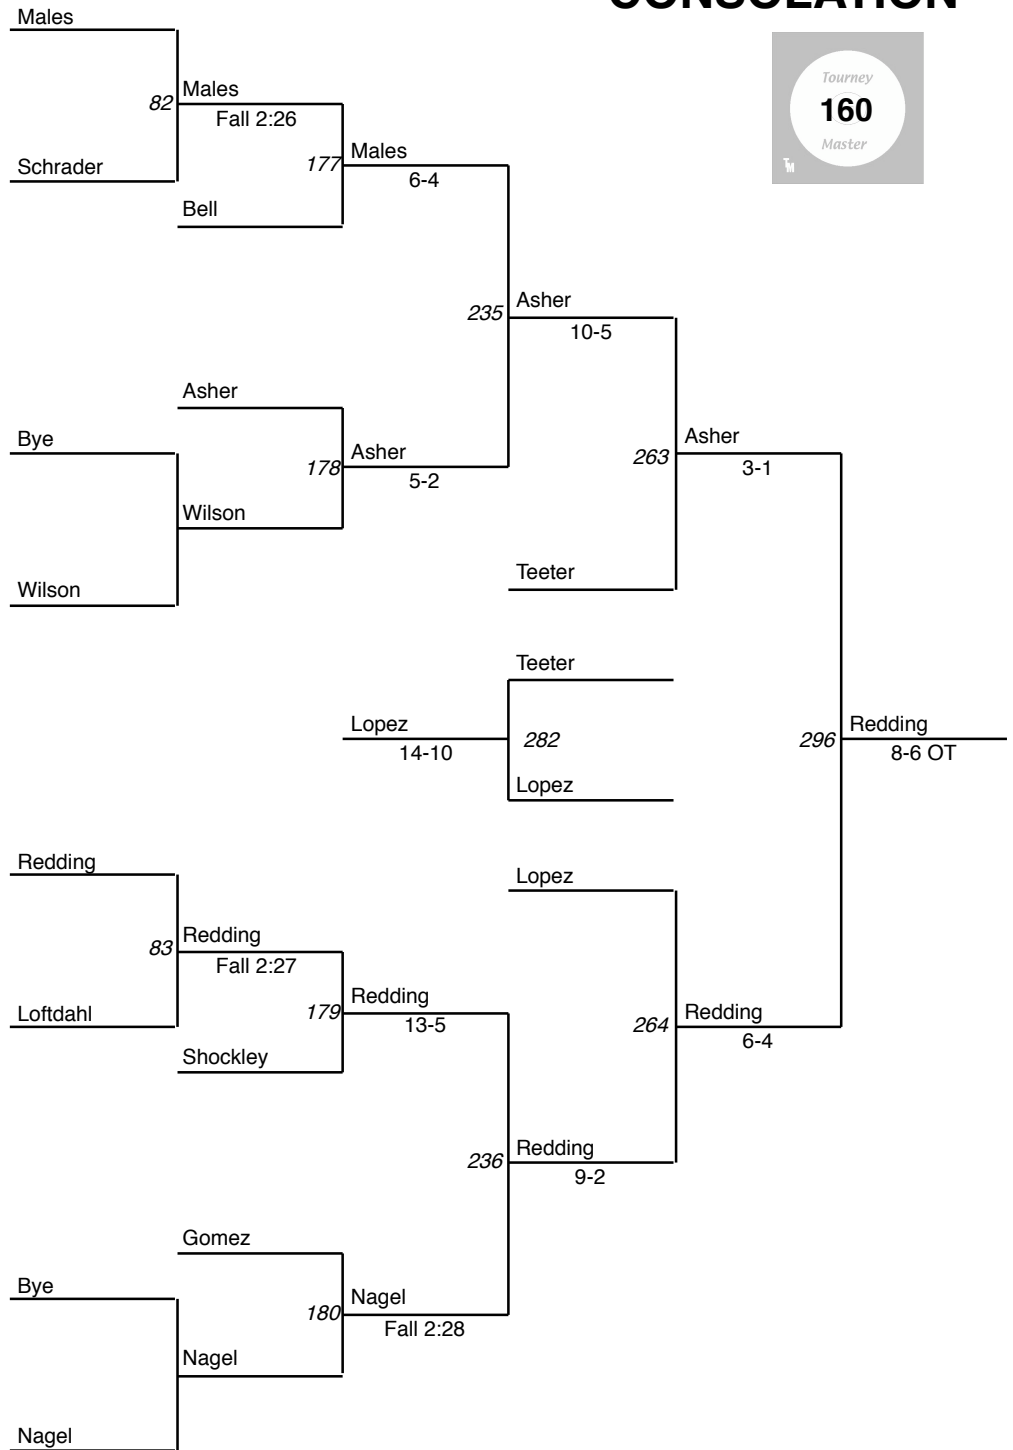 CONSOLATION
Males
Tourney
160
Master
TM
82
Males
Fall 2:26
Males
177
6-4
Schrader
Bell
Asher
235
10-5
Asher
Bye
Asher
178
5-2
Asher
263
3-1
Wilson
Teeter
Wilson
Teeter
Lopez
14-10
282
296
Redding
8-6 OT
Lopez
Redding
Lopez
83
Redding
Fall 2:27
Redding
179
13-5
Loftdahl
264
Redding
6-4
Shockley
236
Redding
9-2
Gomez
Bye
Nagel
180
Fall 2:28
Nagel
Nagel